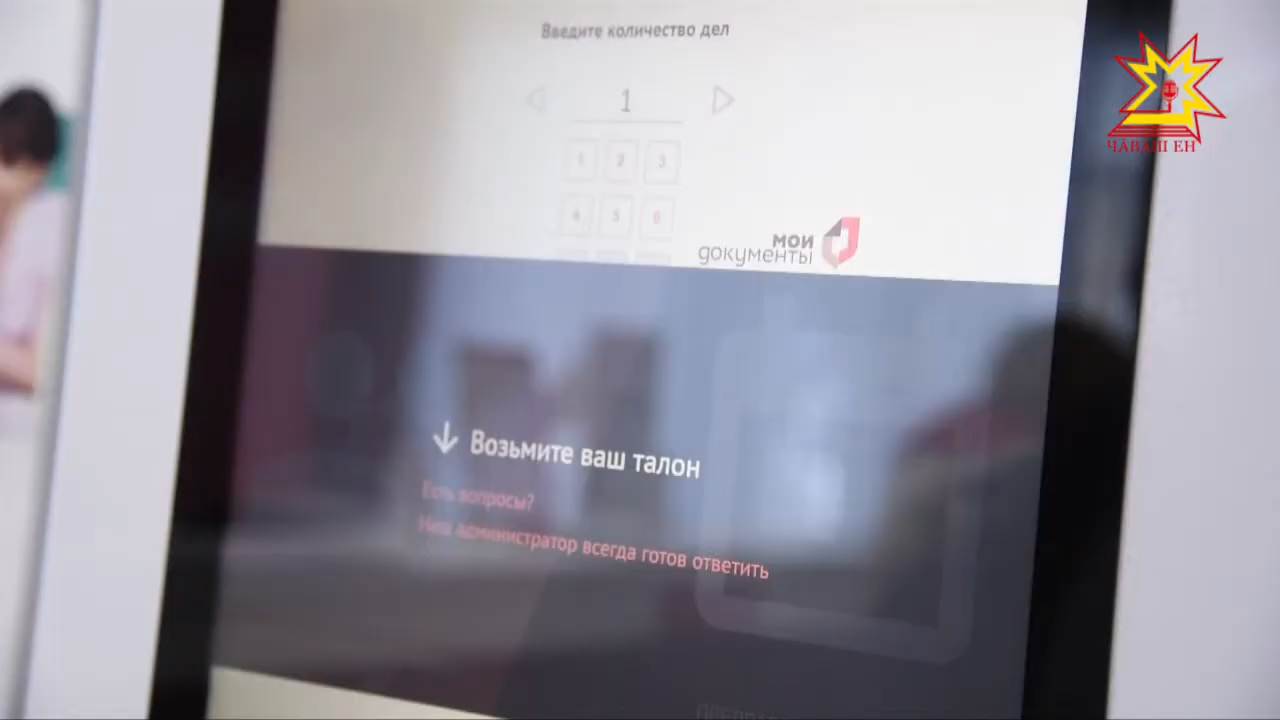 Введите количество дел
1
1 2 3
4 5 6
мои
документы
ЧӐВАШ ЕН
Возьмите ваш талон
Есть вопросы?
Наш администратор всегда готов ответить